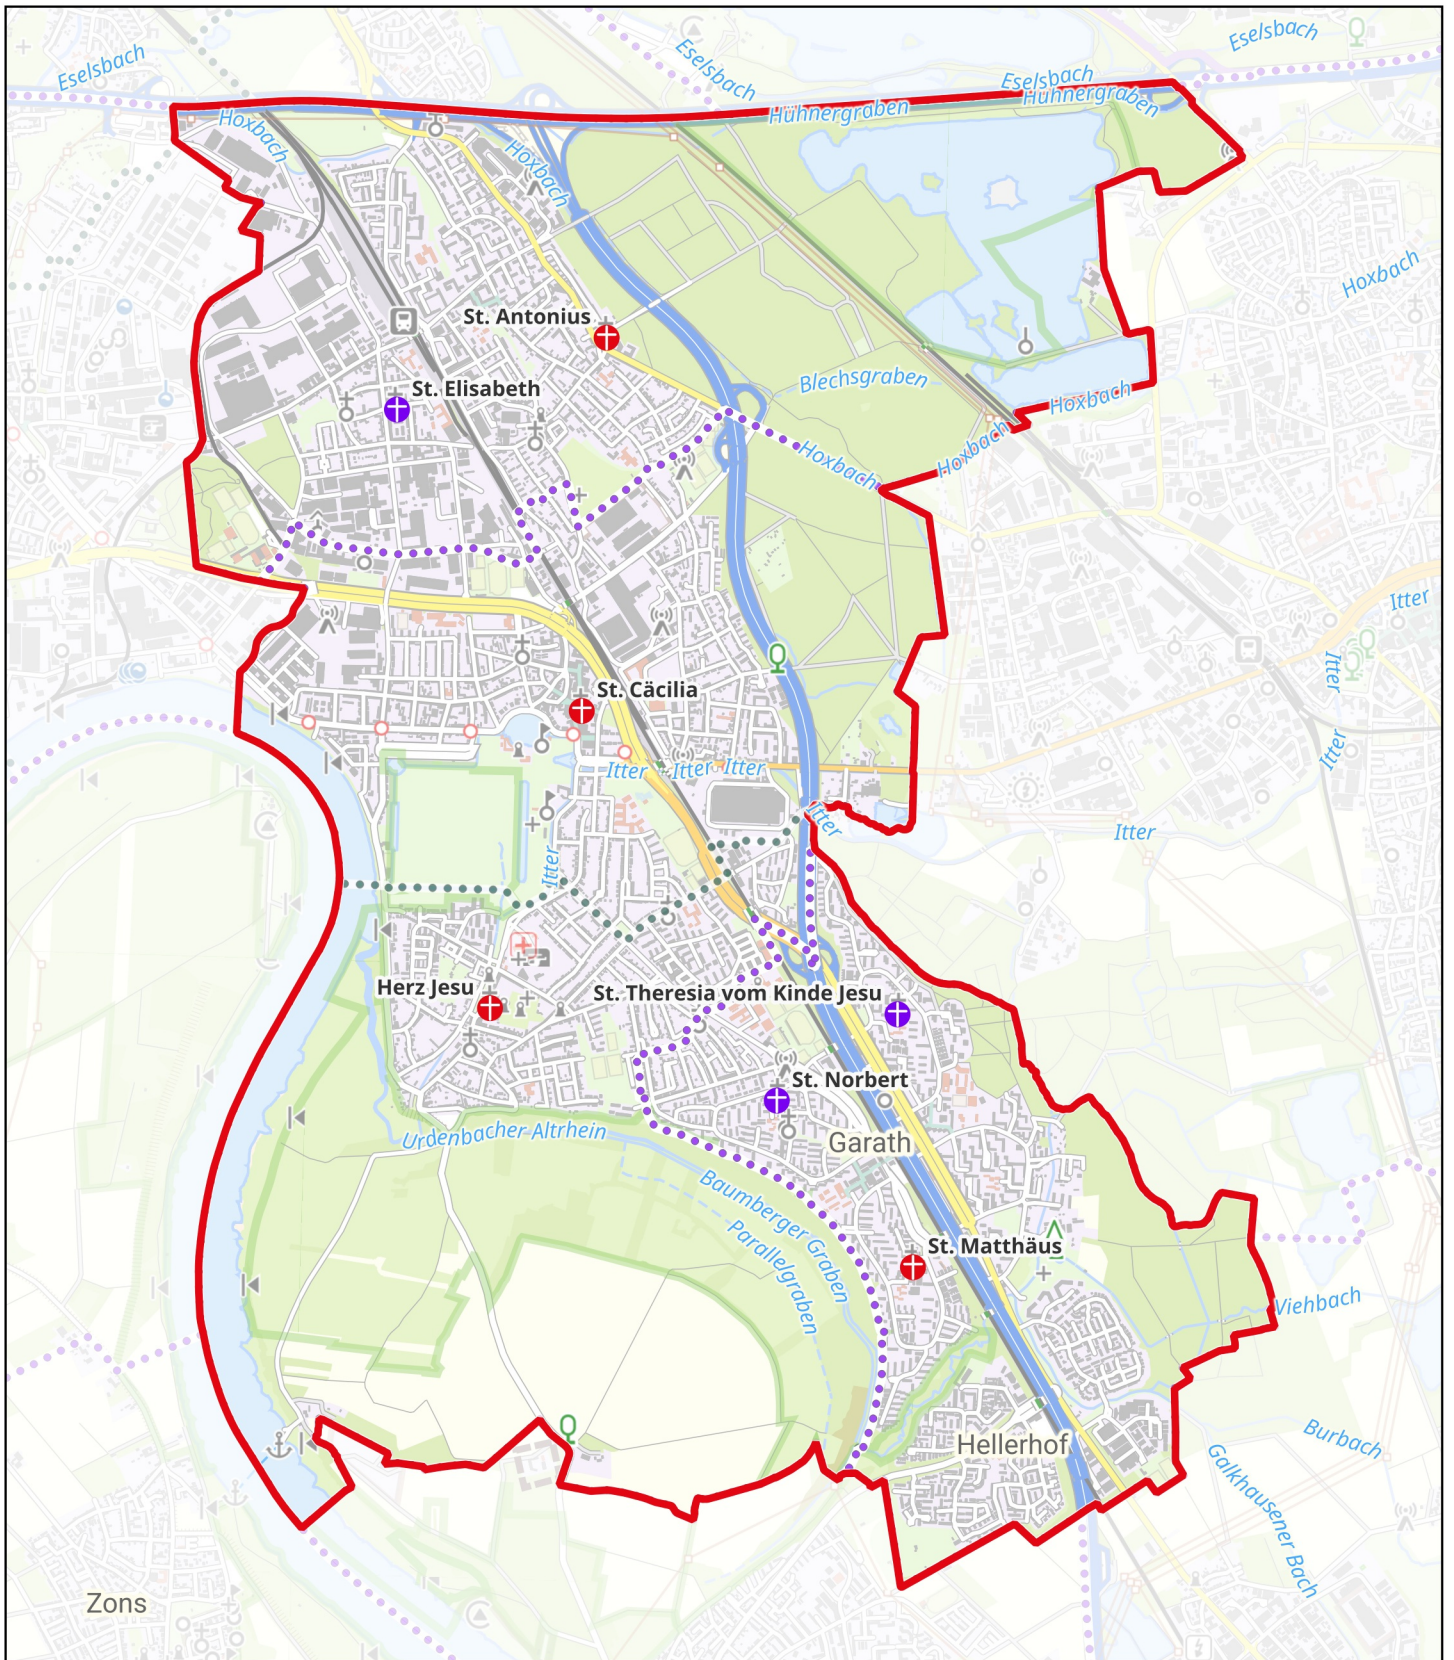 Eselsbach
Eselsbach
Eselsbach
Eselsbach
Hühnergraben
Hühnergraben
Hoxbach
Hoxbach
Hoxbach
St. Antonius
St. Elisabeth
Blechsgraben
Hoxbach
Hoxbach
Hoxbach
Itter
Itter
Itter
St. Cäcilia
Itter
Itter
Itter
Itter
Itter
Itter
Herz Jesu
St. Theresia vom Kinde Jesu
St. Norbert
Garath
Urdenbacher Altrhein
Baumberger Graben
Parallelgraben
St. Matthäus
Viehbach
Hellerhof
Burbach
Galkhausener Bach
Zons